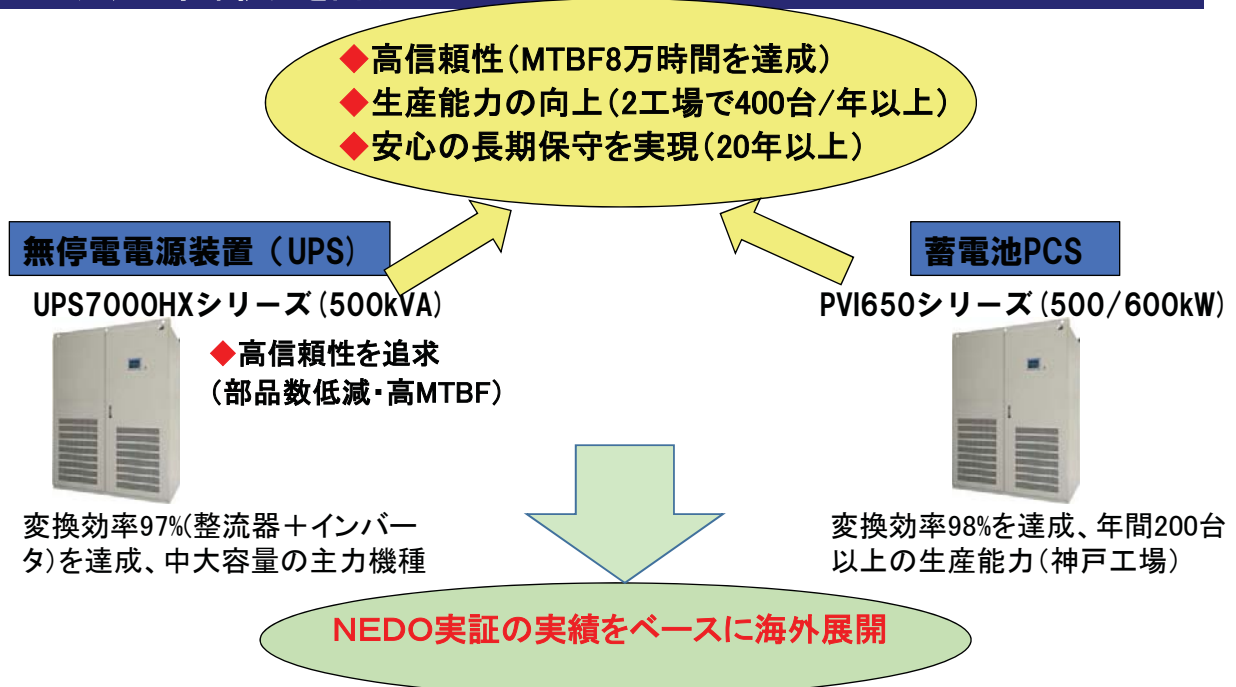 ◆高信頼性(MTBF8万時間を達成)
◆生産能力の向上(2工場で400台/年以上)
◆安心の長期保守を実現(20年以上)
無停電電源装置(UPS)
UPS7000HXシリーズ(500kVA)
◆高信頼性を追求
(部品数低減・高MTBF)
変換効率97%(整流器+インバー
タ)を達成、中大容量の主力機種
蓄電池PCS
PVI650シリーズ(500/600kW)
変換効率98%を達成、年間200台
以上の生産能力(神戸工場)
NEDO実証の実績をベースに海外展開